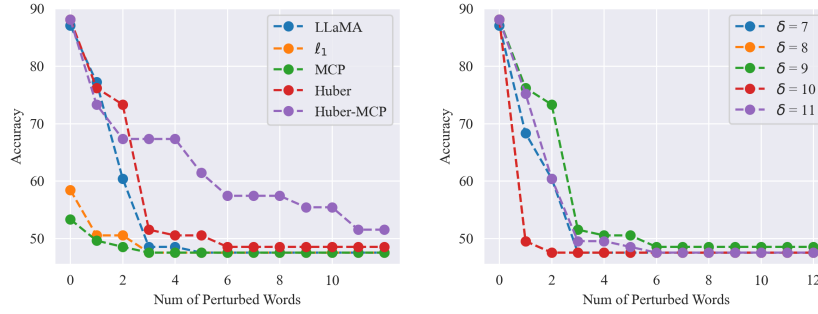 90
80
70
60
50
Accuracy
0
2
4
6
8
10
Num of Perturbed Words
LLaMA
ℓ₁
MCP
Huber
Huber-MCP
90
80
70
60
50
Accuracy
0
2
4
6
8
10
12
Num of Perturbed Words
δ = 7
δ = 8
δ = 9
δ = 10
δ = 11